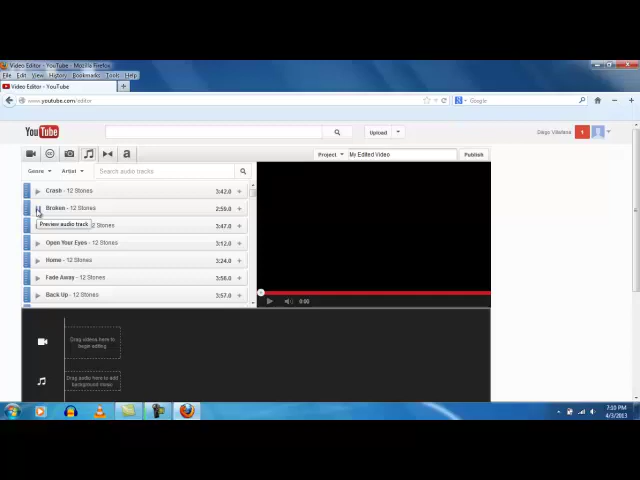 Video Editor - YouTube - Mozilla Firefox
File Edit View History Bookmarks Tools Help
Video Editor - YouTube +
www.youtube.com/editor
Google
YouTube
Upload
Diego Villafana 1
Project
My Edited Video
Publish
Genre Artist Search audio tracks
Crash - 12 Stones 3:42.0 +
Broken - 12 Stones 2:59.0 +
Preview audio track
12 Stones 3:47.0 +
Open Your Eyes - 12 Stones 3:12.0 +
Home - 12 Stones 3:24.0 +
Fade Away - 12 Stones +
Back Up - 12 Stones 3:57.0 +
0:00
Drag videos here to
begin editing
Drag audio here to add
background music
7:10 PM
4/3/2013